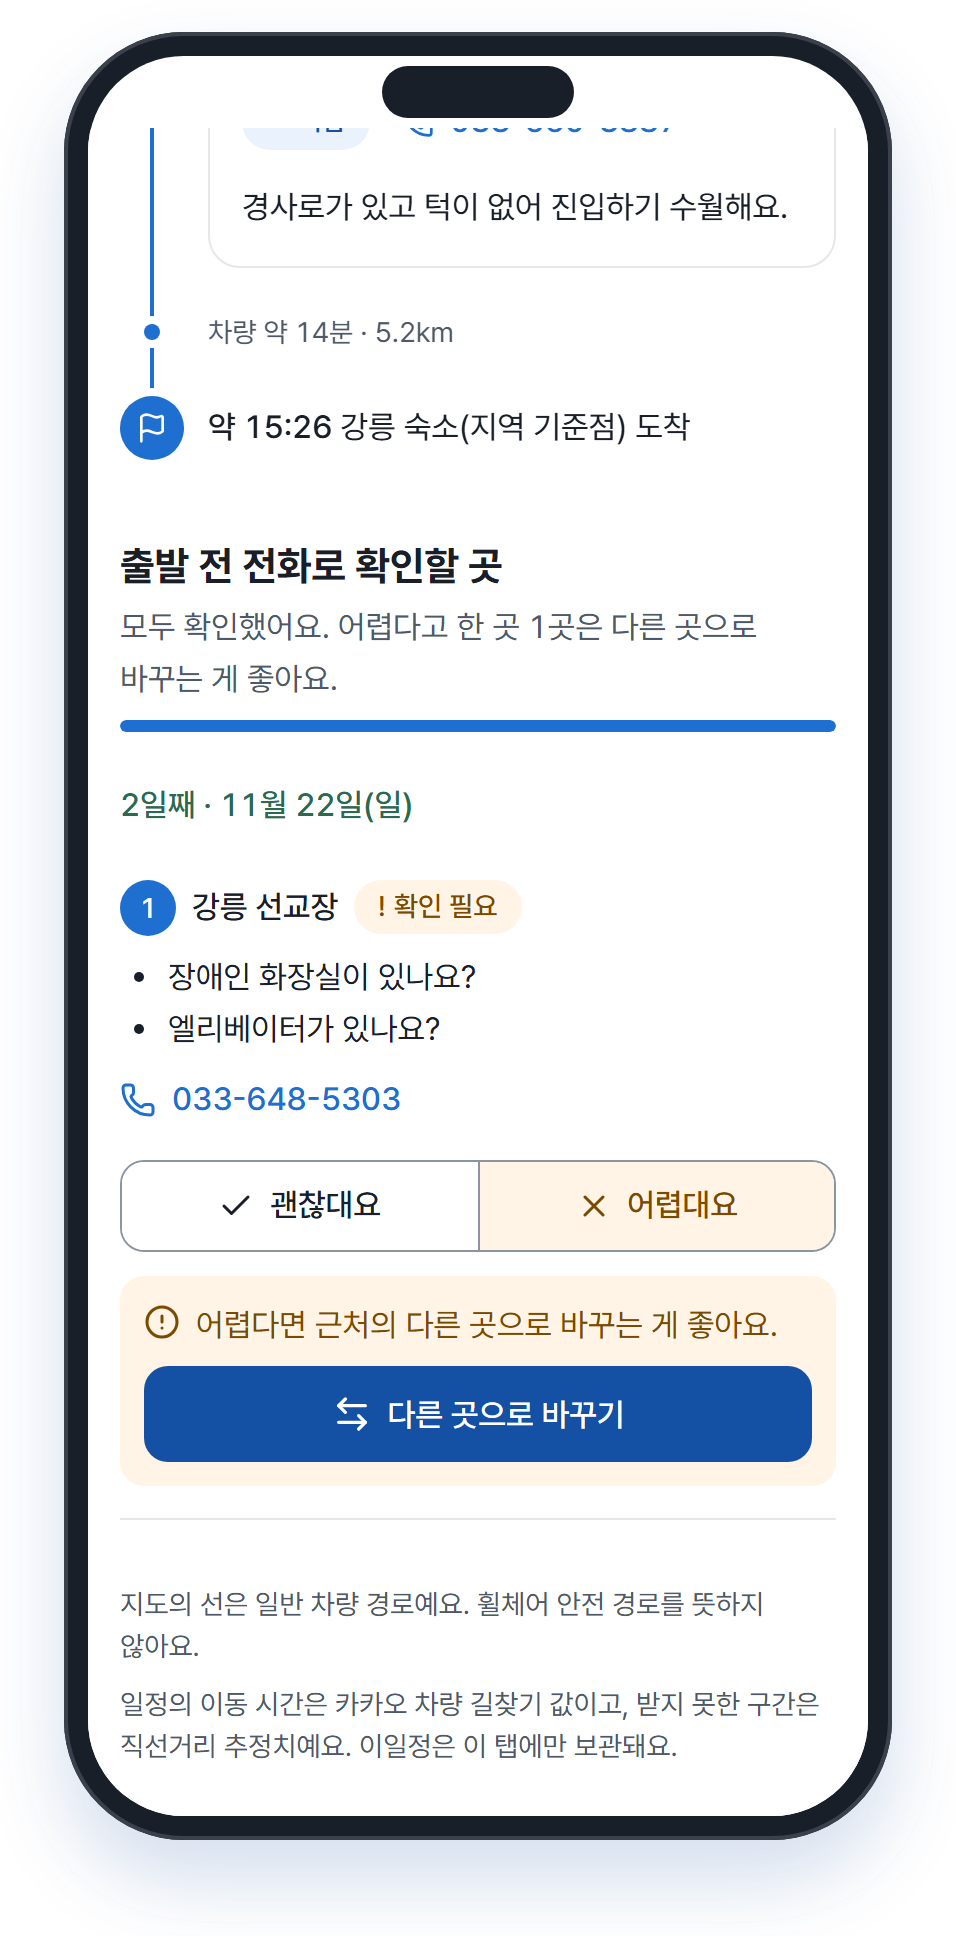 경사로가 있고 턱이 없어 진입하기 수월해요.
차량 약 14분 · 5.2km
약 15:26 강릉 숙소(지역 기준점) 도착
출발 전 전화로 확인할 곳
모두 확인했어요. 어렵다고 한 곳 1곳은 다른 곳으로
바꾸는 게 좋아요.
2일째 · 11월 22일(일)
1 강릉 선교장 ! 확인 필요
• 장애인 화장실이 있나요?
• 엘리베이터가 있나요?
033-648-5303
괜찮대요 어렵대요
어렵다면 근처의 다른 곳으로 바꾸는 게 좋아요.
다른 곳으로 바꾸기
지도의 선은 일반 차량 경로예요. 휠체어 안전 경로를 뜻하지
않아요.
일정의 이동 시간은 카카오 차량 길찾기 값이고, 받지 못한 구간은
직선거리 추정치예요. 이일정은 이 탭에만 보관돼요.